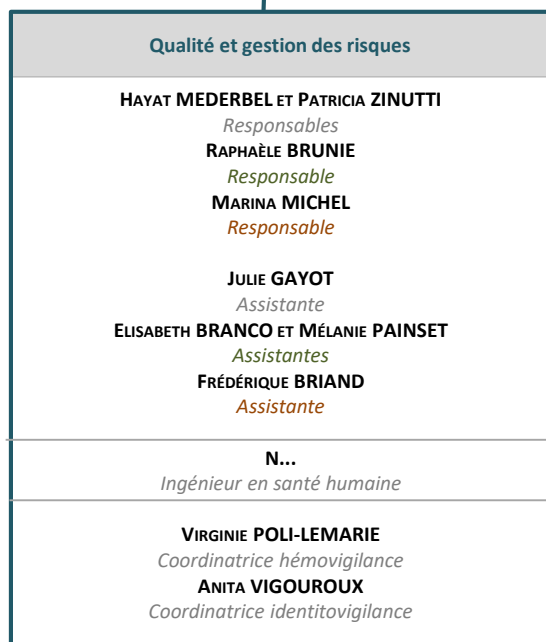 Qualité et gestion des risques
HAYAT MEDERBEL ET PATRICIA ZINUTTI
Responsables
RAPHAÈLE BRUNIE
Responsable
MARINA MICHEL
Responsable
JULIE GAYOT
Assistante
ELISABETH BRANCO ET MÉLANIE PAINSET
Assistantes
FRÉDÉRIQUE BRIAND
Assistante
N...
Ingénieur en santé humaine
VIRGINIE POLI-LEMARIE
Coordinatrice hémovigilance
ANITA VIGOUROUX
Coordinatrice identitovigilance